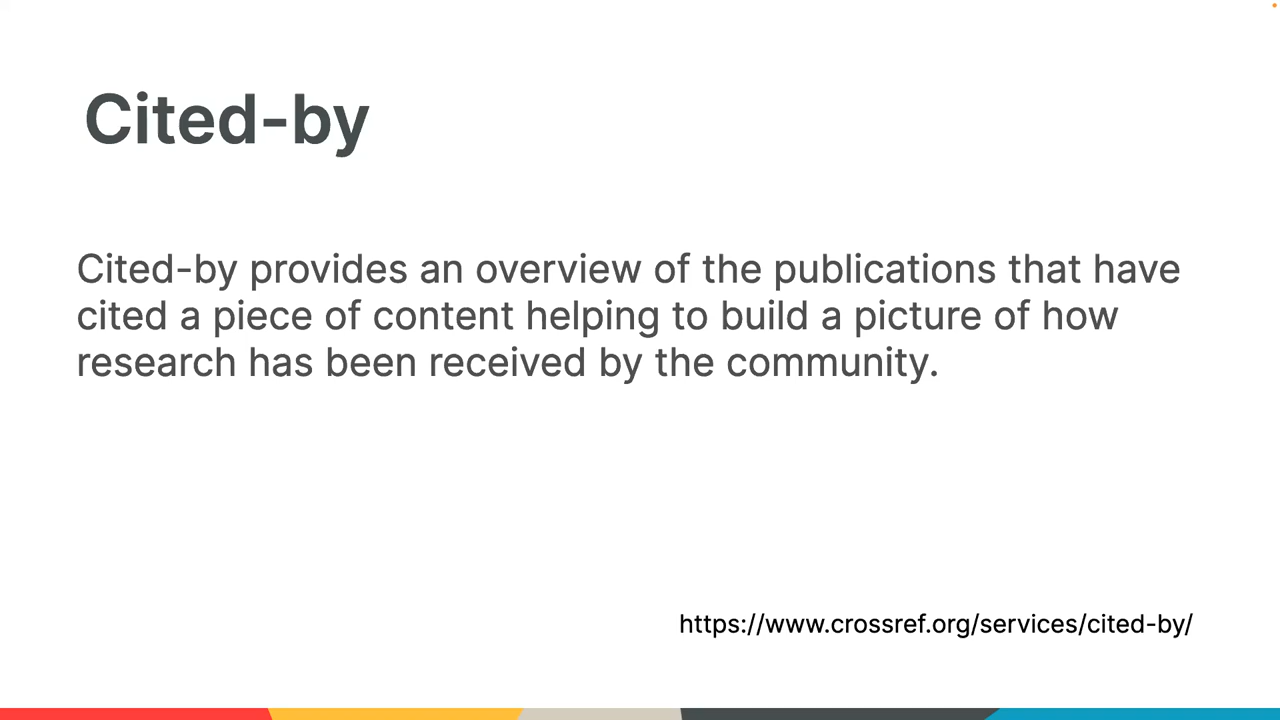 Cited-by
Cited-by provides an overview of the publications that have
cited a piece of content helping to build a picture of how
research has been received by the community.
https://www.crossref.org/services/cited-by/